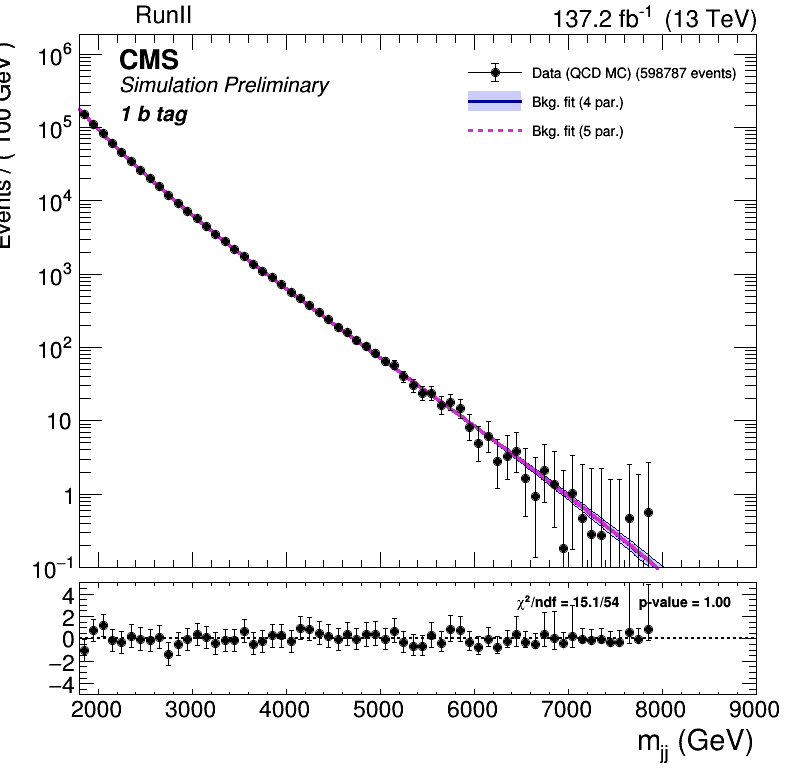 RunII
137.2 fb⁻¹ (13 TeV)
CMS
Simulation Preliminary
1 b tag
Data (QCD MC) (598787 events)
Bkg. fit (4 par.)
Bkg. fit (5 par.)
Events / ( 100 GeV )
10⁶
10⁵
10⁴
10³
10²
10
1
10⁻¹
χ²/ndf = 15.1/54 p-value = 1.00
4
2
0
−2
−4
2000 3000 4000 5000 6000 7000 8000 9000
m_jj (GeV)